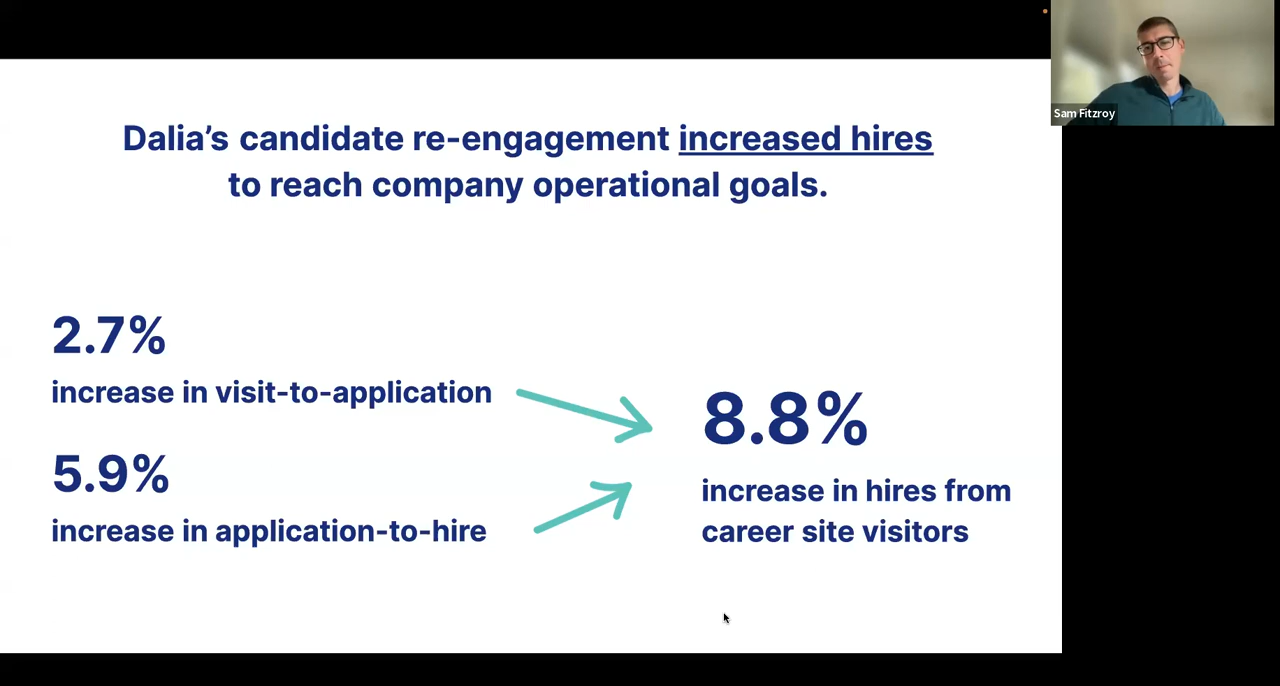 Dalia’s candidate re-engagement increased hires
to reach company operational goals.
2.7%
increase in visit-to-application
5.9%
increase in application-to-hire
8.8%
increase in hires from
career site visitors
Sam Fitzroy